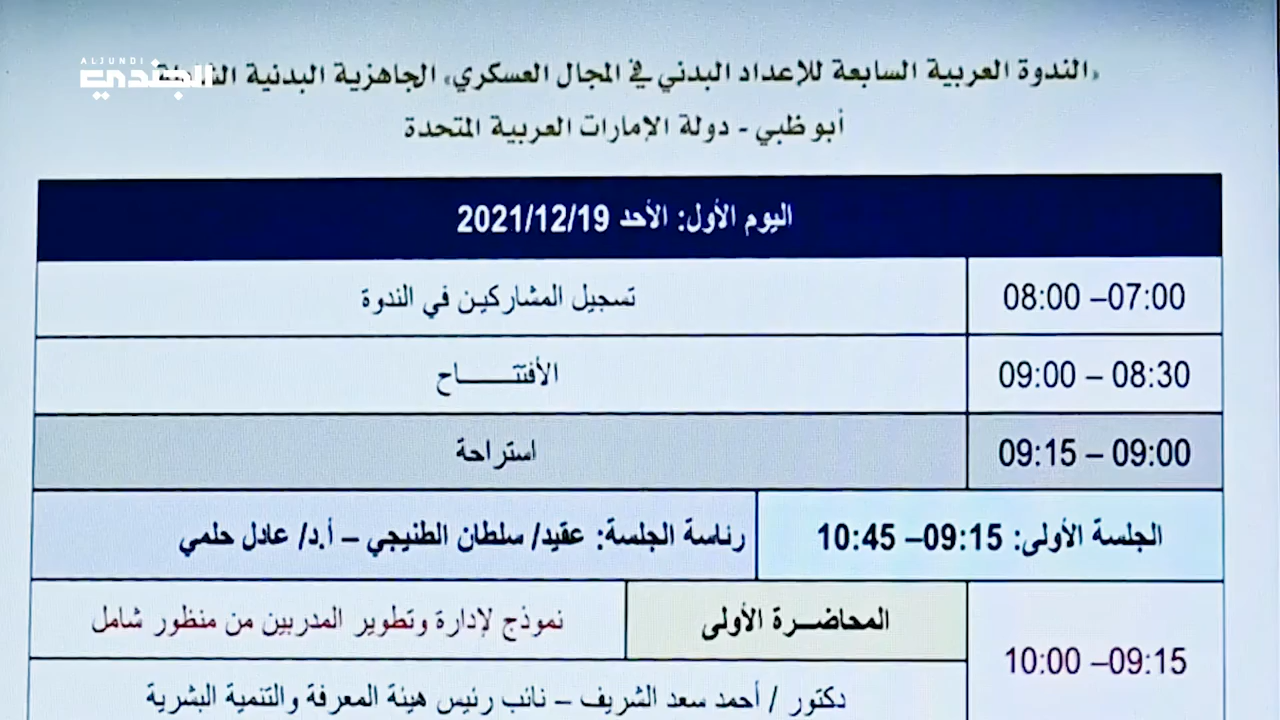 ALJUNDI
الجندي
«الندوة العربية السابعة للإعداد البدني في المجال العسكري» الجاهزية البدنية
أبو ظبي - دولة الإمارات العربية المتحدة
اليوم الأول: الأحد 2021/12/19
07:00 – 08:00 تسجيل المشاركين في الندوة
08:30 – 09:00 الأفتتـــــــاح
09:00 – 09:15 استراحة
الجلسة الأولى: 09:15 – 10:45 رئاسة الجلسة: عقيد/ سلطان الطنيجي – أ.د/ عادل حلمي
09:15 – 10:00 المحاضـرة الأولى نموذج لإدارة وتطوير المدربين من منظور شامل
دكتور / أحمد سعد الشريف – نائب رئيس هيئة المعرفة والتنمية البشرية